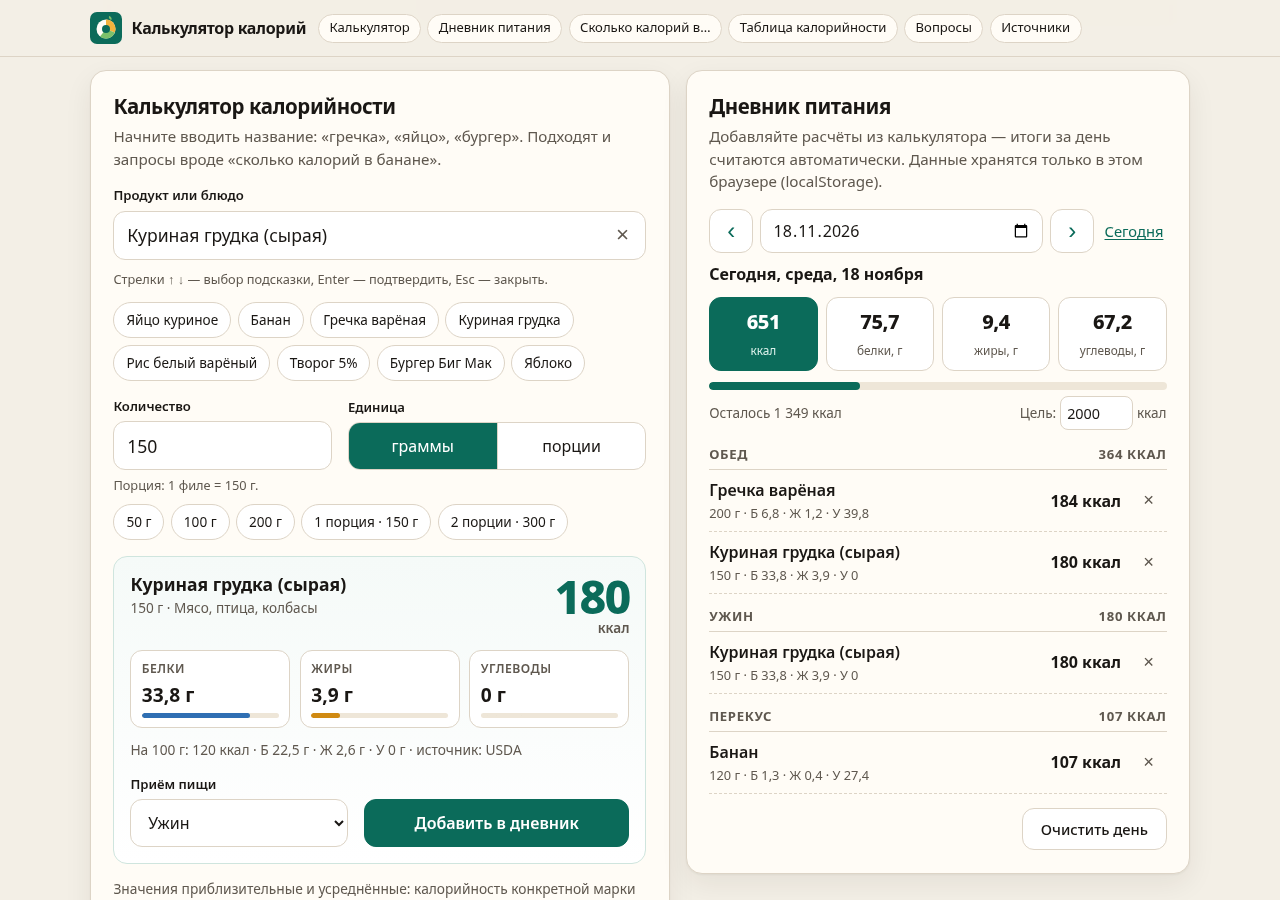 Калькулятор калорий
Калькулятор
Дневник питания
Сколько калорий в…
Таблица калорийности
Вопросы
Источники
Калькулятор калорийности
Начните вводить название: «гречка», «яйцо», «бургер». Подходят и
запросы вроде «сколько калорий в банане».
Продукт или блюдо
Куриная грудка (сырая)
×
Стрелки ↑ ↓ — выбор подсказки, Enter — подтвердить, Esc — закрыть.
Яйцо куриное
Банан
Гречка варёная
Куриная грудка
Рис белый варёный
Творог 5%
Бургер Биг Мак
Яблоко
Количество
Единица
150
граммы
порции
Порция: 1 филе = 150 г.
50 г
100 г
200 г
1 порция · 150 г
2 порции · 300 г
Куриная грудка (сырая)
150 г · Мясо, птица, колбасы
180
ккал
БЕЛКИ
33,8 г
ЖИРЫ
3,9 г
УГЛЕВОДЫ
0 г
На 100 г: 120 ккал · Б 22,5 г · Ж 2,6 г · У 0 г · источник: USDA
Приём пищи
Ужин
Добавить в дневник
Значения приблизительные и усреднённые: калорийность конкретной марки
Дневник питания
Добавляйте расчёты из калькулятора — итоги за день
считаются автоматически. Данные хранятся только в этом
браузере (localStorage).
‹
18.11.2026
›
Сегодня
Сегодня, среда, 18 ноября
651
ккал
75,7
белки, г
9,4
жиры, г
67,2
углеводы, г
Осталось 1 349 ккал
Цель: 2000 ккал
ОБЕД
364 ККАЛ
Гречка варёная
200 г · Б 6,8 · Ж 1,2 · У 39,8
184 ккал ×
Куриная грудка (сырая)
150 г · Б 33,8 · Ж 3,9 · У 0
180 ккал ×
УЖИН
180 ККАЛ
Куриная грудка (сырая)
150 г · Б 33,8 · Ж 3,9 · У 0
180 ккал ×
ПЕРЕКУС
107 ККАЛ
Банан
120 г · Б 1,3 · Ж 0,4 · У 27,4
107 ккал ×
Очистить день